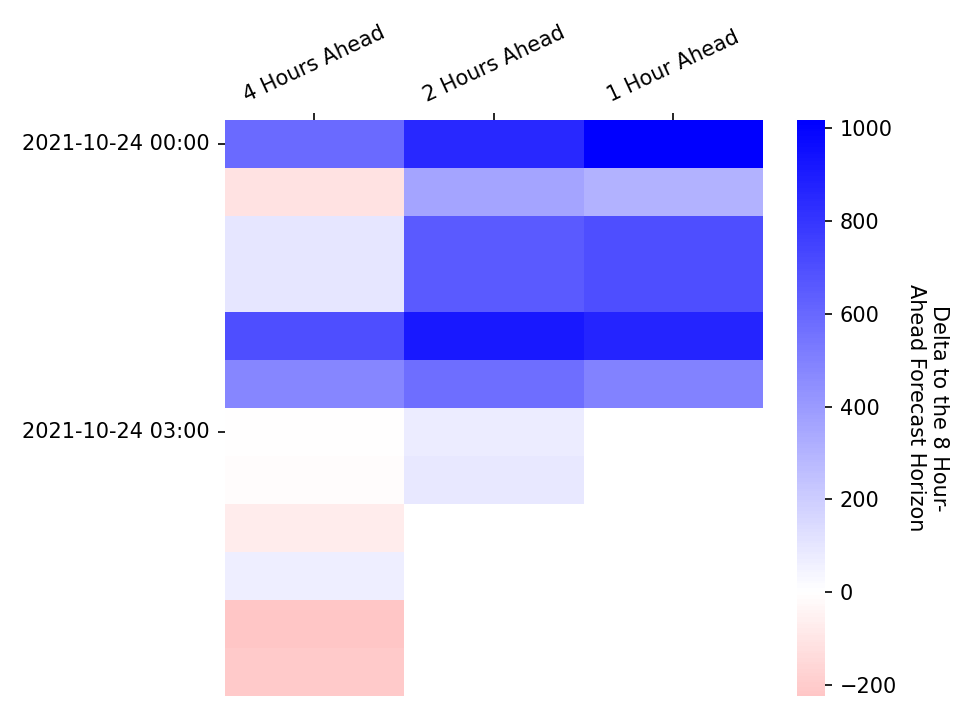 4 Hours Ahead
2 Hours Ahead
1 Hour Ahead
2021-10-24 00:00
2021-10-24 03:00
1000
800
600
400
200
0
−200
Delta to the 8 Hour-
Ahead Forecast Horizon